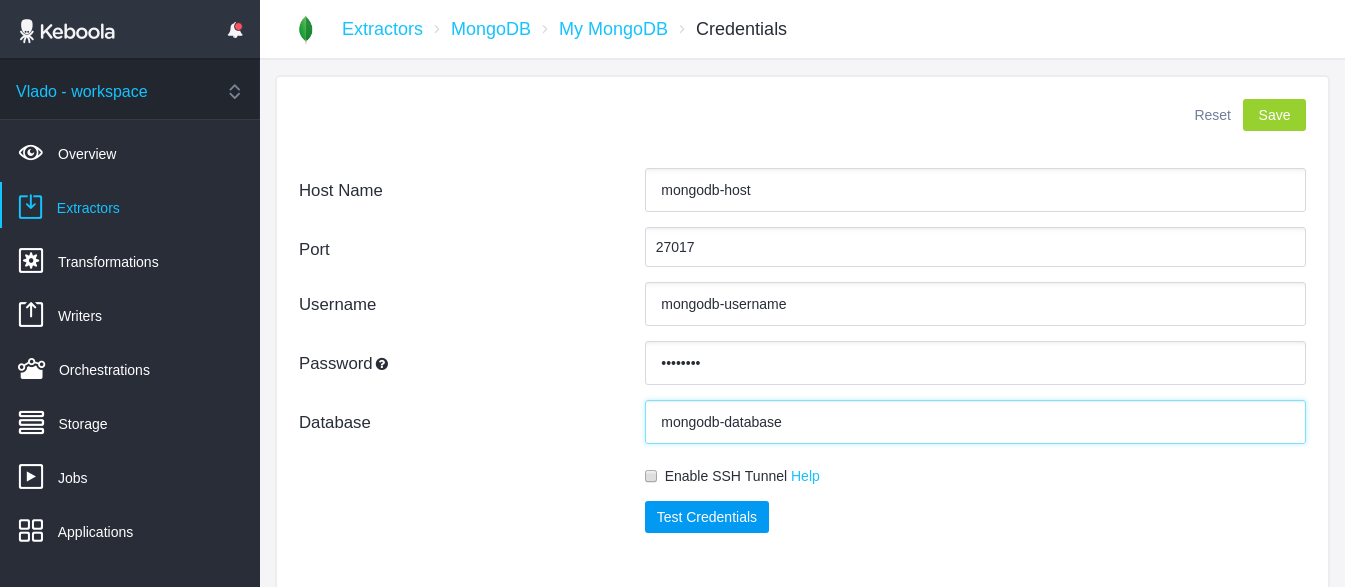 Keboola
Extractors › MongoDB › My MongoDB › Credentials
Vlado - workspace
Overview
Extractors
Transformations
Writers
Orchestrations
Storage
Jobs
Applications
Reset Save
Host Name mongodb-host
Port 27017
Username mongodb-username
Password ? ••••••••
Database mongodb-database
Enable SSH Tunnel Help
Test Credentials